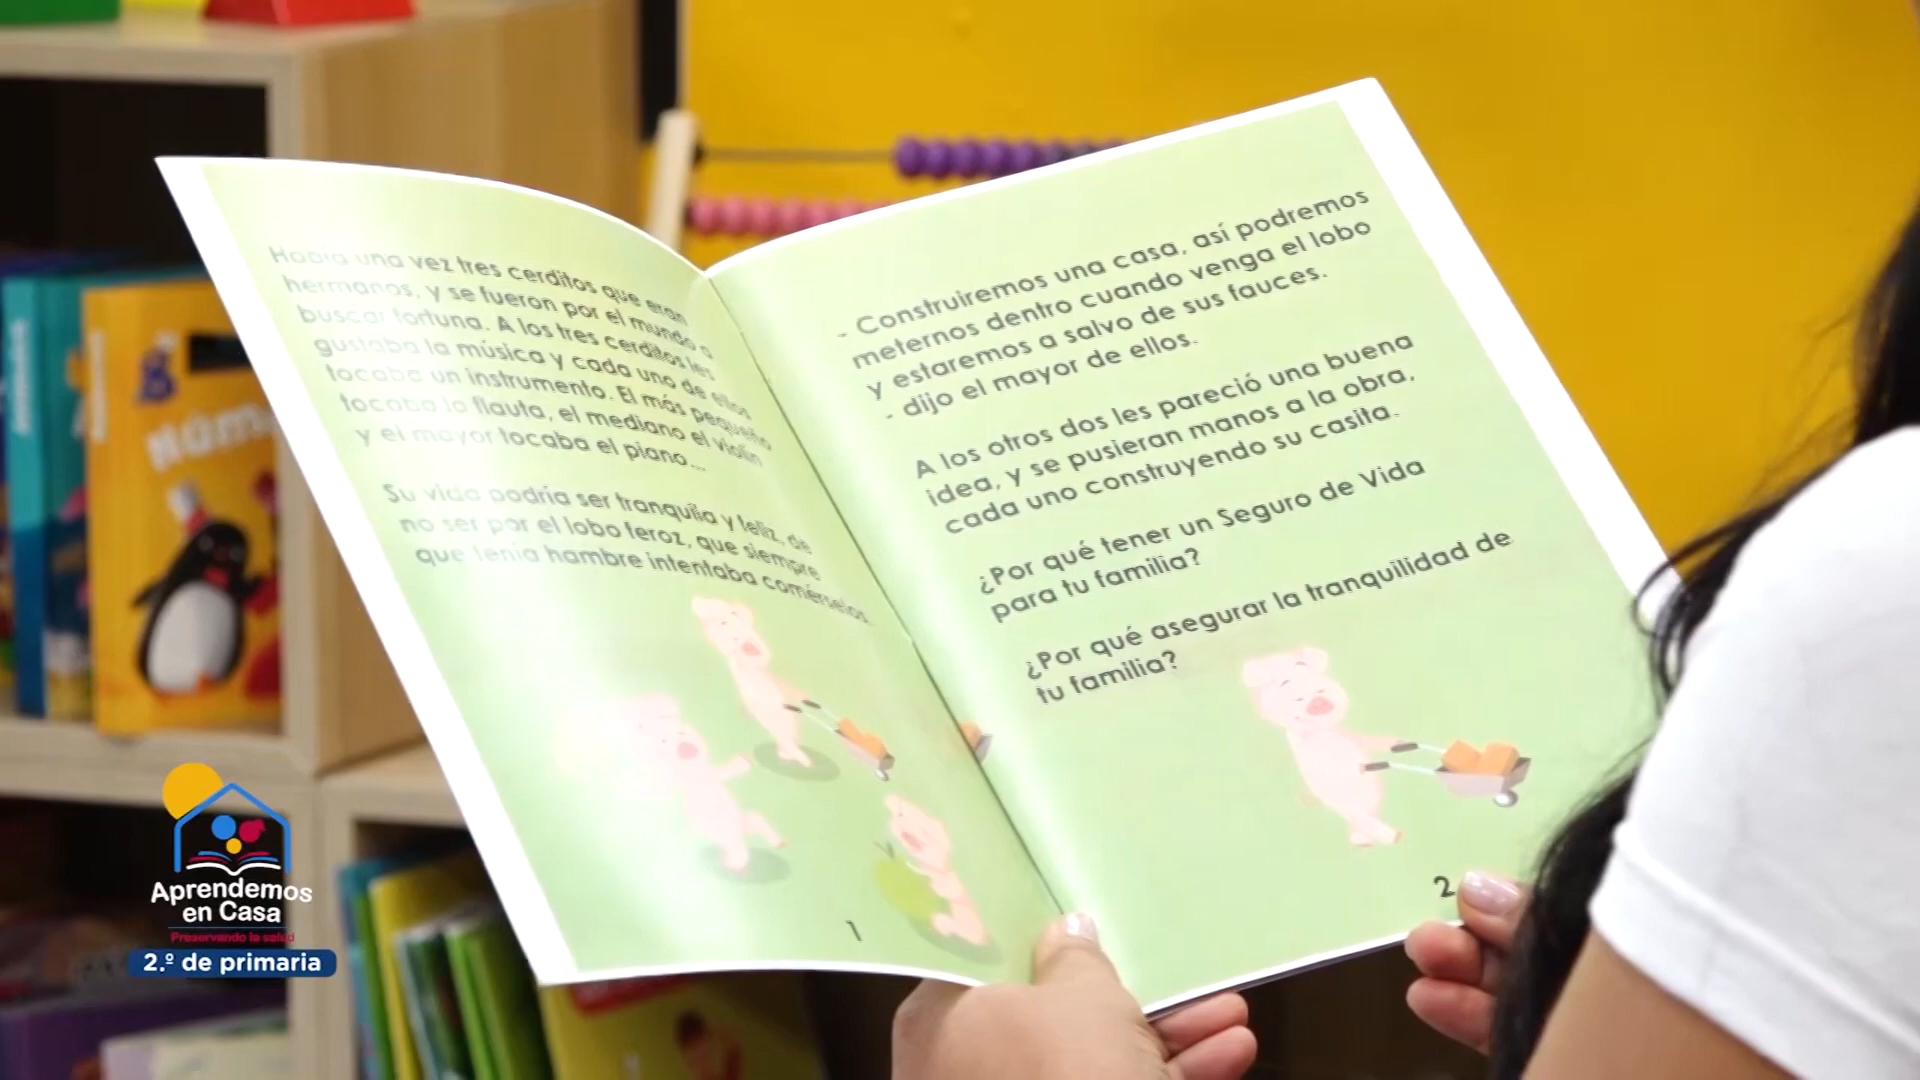 Había una vez tres cerditos que eran
hermanos, y se fueron por el mundo a
buscar fortuna. A los tres cerditos les
gustaba la música y cada uno de ellos
tocaba un instrumento. El más pequeño
tocaba la flauta, el mediano el violín
y el mayor tocaba el piano...
Su vida podría ser tranquila y feliz, de
no ser por el lobo feroz, que siempre
que tenía hambre intentaba comérselos.
1
- Construiremos una casa, así podremos
meternos dentro cuando venga el lobo
y estaremos a salvo de sus fauces.
- dijo el mayor de ellos.
A los otros dos les pareció una buena
idea, y se pusieran manos a la obra,
cada uno construyendo su casita.
¿Por qué tener un Seguro de Vida
para tu familia?
¿Por qué asegurar la tranquilidad de
tu familia?
2
Aprendemos
en Casa
Preservando la salud
2.º de primaria